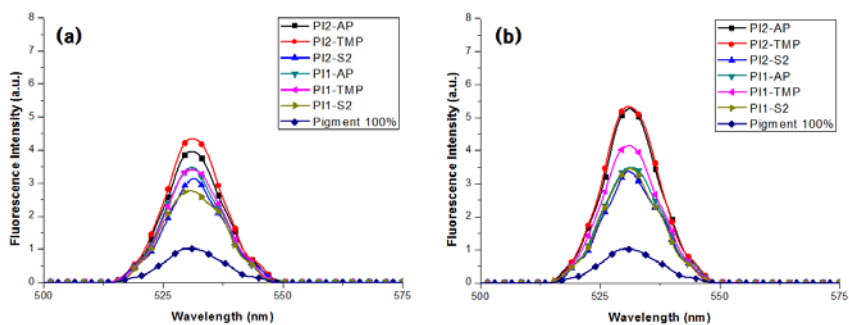 (a)
PI2-AP
PI2-TMP
PI2-S2
PI1-AP
PI1-TMP
PI1-S2
Pigment 100%
8
7
6
5
4
3
2
1
0
500
525
550
575
Fluorescence Intensity (a.u.)
Wavelength (nm)
(b)
PI2-AP
PI2-TMP
PI2-S2
PI1-AP
PI1-TMP
PI1-S2
Pigment 100%
8
7
6
5
4
3
2
1
0
501
525
550
575
Fluorescence Intensity (a.u.)
Wavelength (nm)